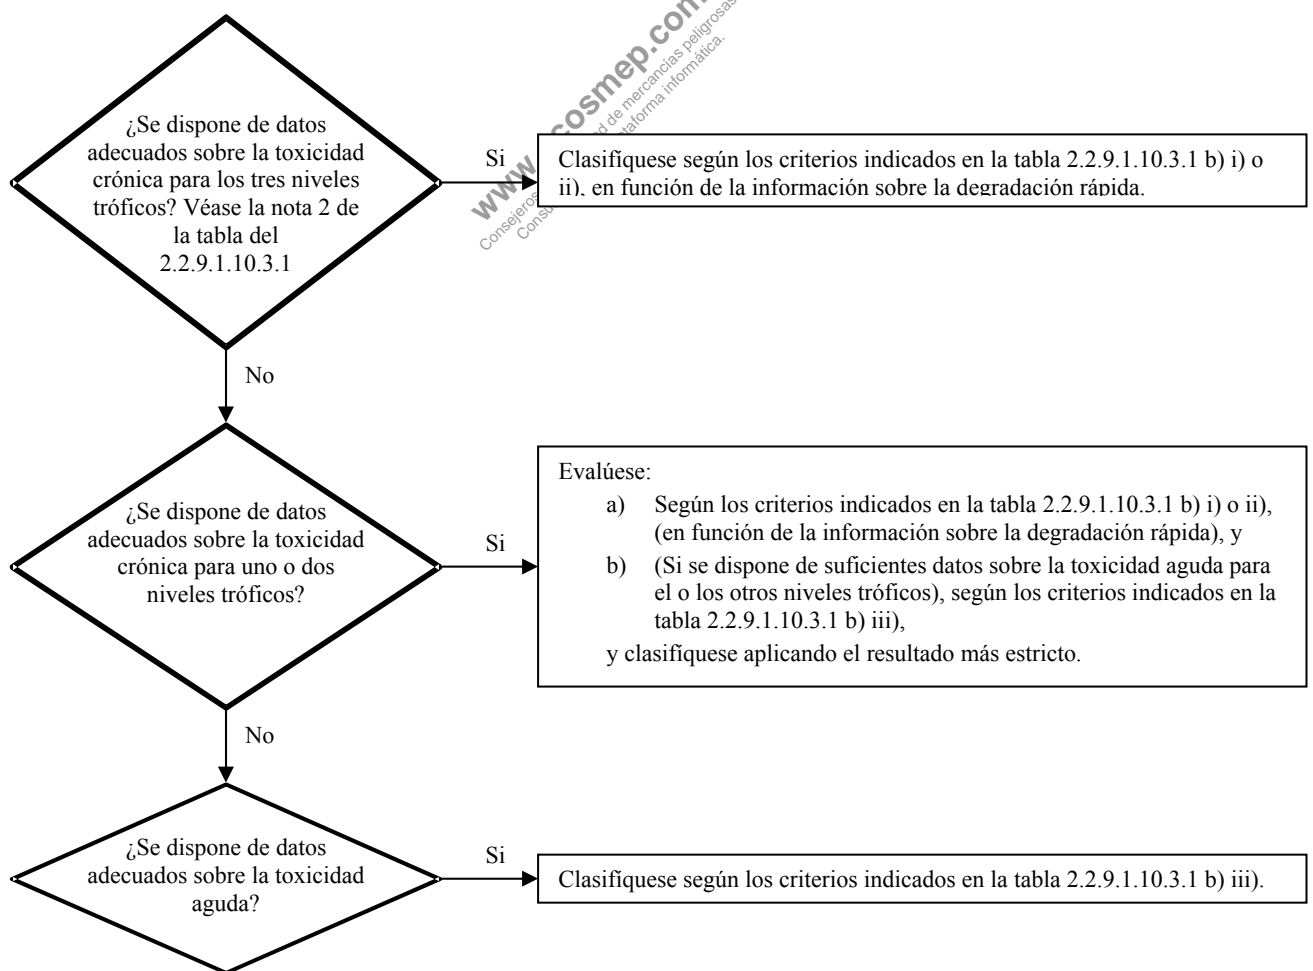 www.cosmep.com
¿Se dispone de datos
adecuados sobre la toxicidad
crónica para los tres niveles
tróficos? Véase la nota 2 de
la tabla del
2.2.9.1.10.3.1
Si
Clasifíquese según los criterios indicados en la tabla 2.2.9.1.10.3.1 b) i) o
ii), en función de la información sobre la degradación rápida.
No
¿Se dispone de datos
adecuados sobre la toxicidad
crónica para uno o dos
niveles tróficos?
Si
Evalúese:
a) Según los criterios indicados en la tabla 2.2.9.1.10.3.1 b) i) o ii),
(en función de la información sobre la degradación rápida), y
b) (Si se dispone de suficientes datos sobre la toxicidad aguda para
el o los otros niveles tróficos), según los criterios indicados en la
tabla 2.2.9.1.10.3.1 b) iii),
y clasifíquese aplicando el resultado más estricto.
No
¿Se dispone de datos
adecuados sobre la toxicidad
aguda?
Si
Clasifíquese según los criterios indicados en la tabla 2.2.9.1.10.3.1 b) iii).